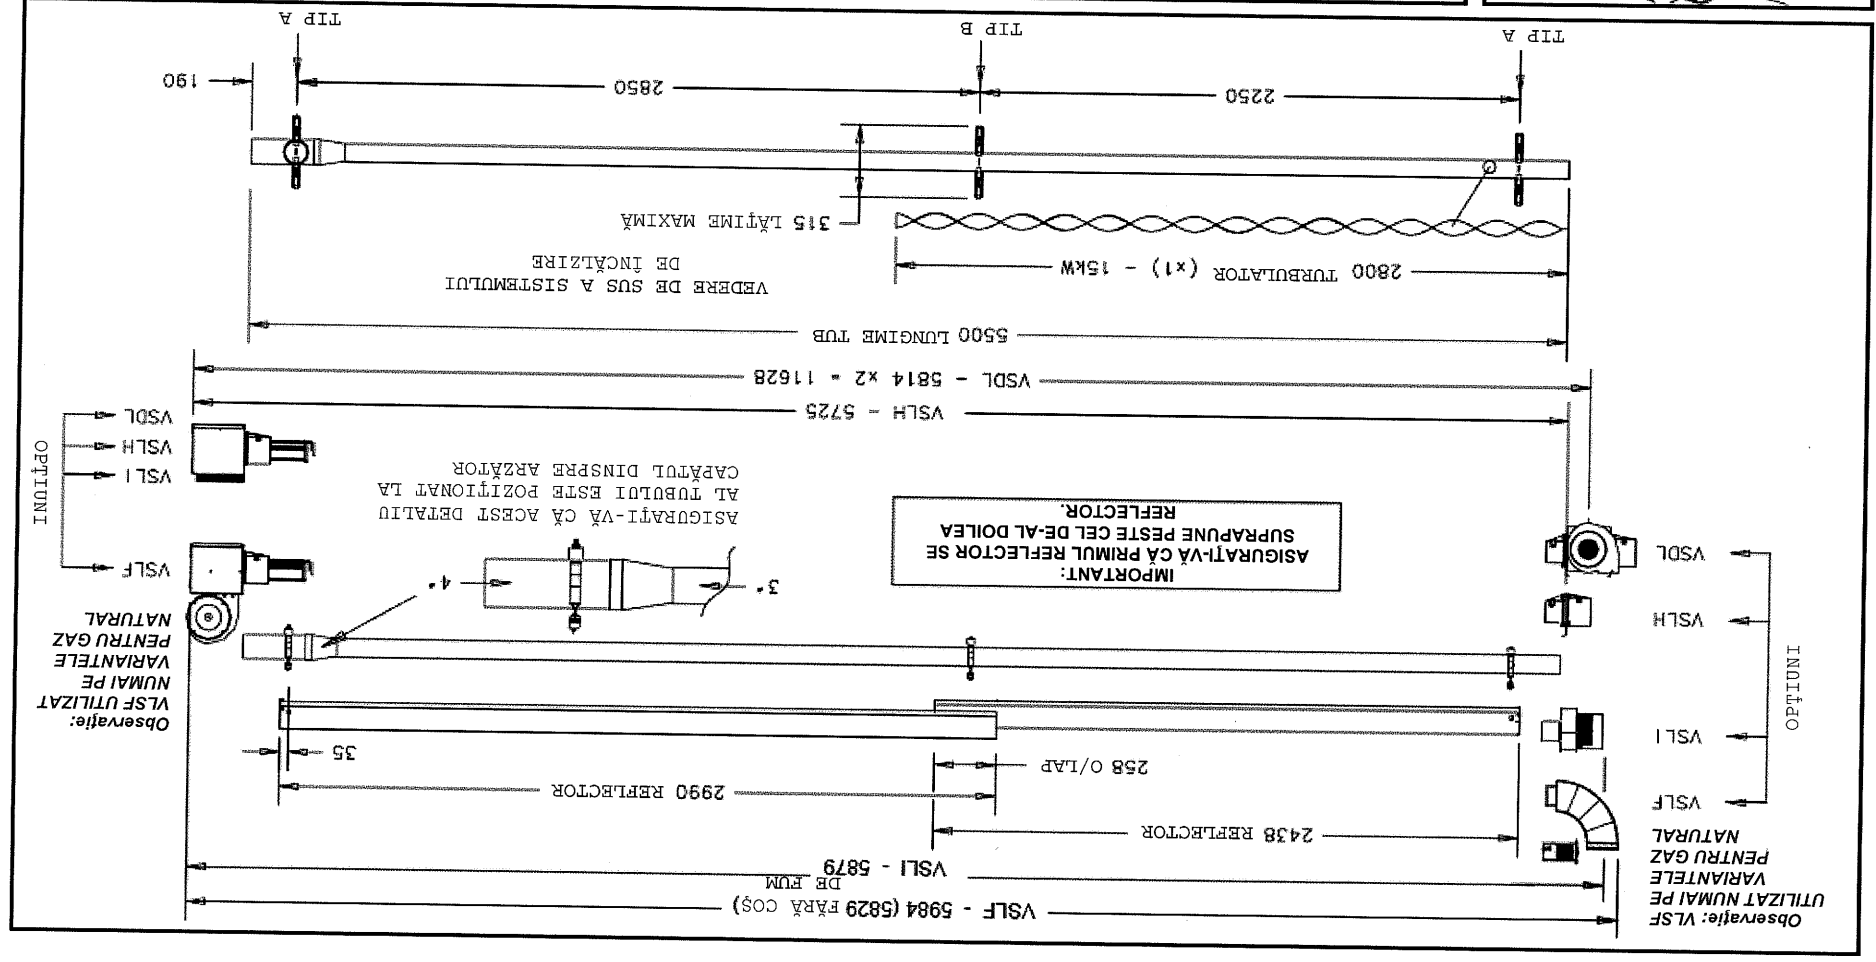 Observație: VLSF
UTILIZAT NUMAI PE
VARIANTELE
PENTRU GAZ
NATURAL
VSLF - 5984 (5829 FĂRĂ COȘ)
DE FUM
VSLI - 5879
2438 REFLECTOR
2990 REFLECTOR
258 O/LAP
35
OPȚIUNI
VSLF
VSLI
VSLH
VSDL
Observație:
VLSF UTILIZAT
NUMAI PE
VARIANTELE
PENTRU GAZ
NATURAL
3"
4"
IMPORTANT:
ASIGURAȚI-VĂ CĂ PRIMUL REFLECTOR SE
SUPRAPUNE PESTE CEL DE-AL DOILEA
REFLECTOR.
ASIGURAȚI-VĂ CĂ ACEST DETALIU
AL TUBULUI ESTE POZIȚIONAT LA
CAPĂTUL DINSPRE ARZĂTOR
VSLF
VSLI
VSLH
VSDL
OPȚIUNI
VSLH - 5725
VSDL - 5814 x2 = 11628
5500 LUNGIME TUB
2800 TURBULATOR (x1) - 15kW
VEDERE DE SUS A SISTEMULUI
DE ÎNCĂLZIRE
315 LĂȚIME MAXIMĂ
2250
2850
190
TIP A
TIP B
TIP A